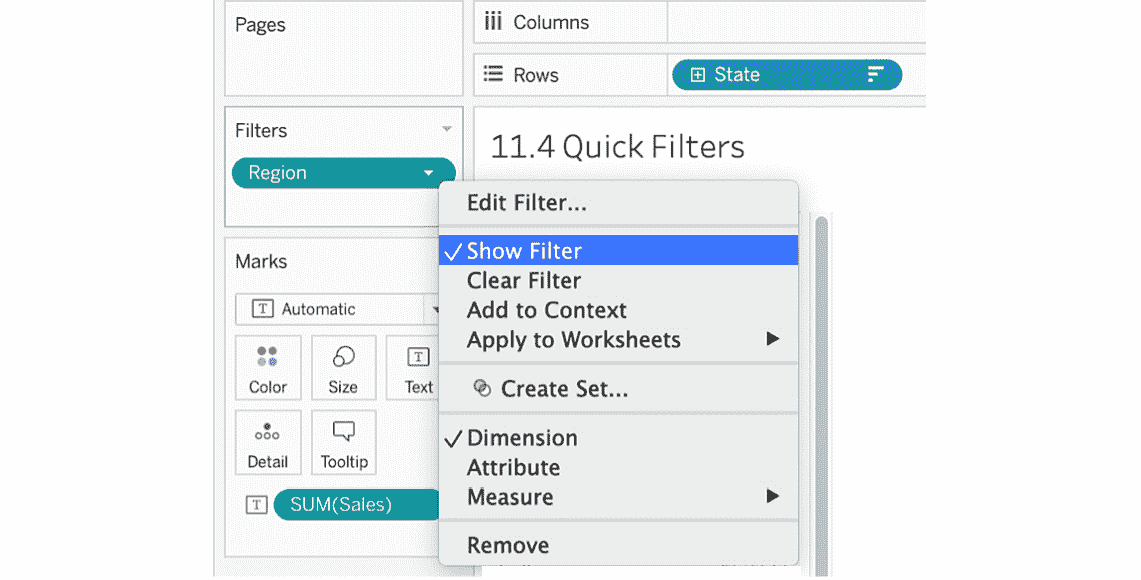 Pages
Columns
Rows
State
Filters
Region
11.4 Quick Filters
Edit Filter...
Show Filter
Clear Filter
Add to Context
Apply to Worksheets
Create Set...
Dimension
Attribute
Measure
Remove
Marks
T Automatic
Color
Size
T
Text
Detail
Tooltip
T SUM(Sales)